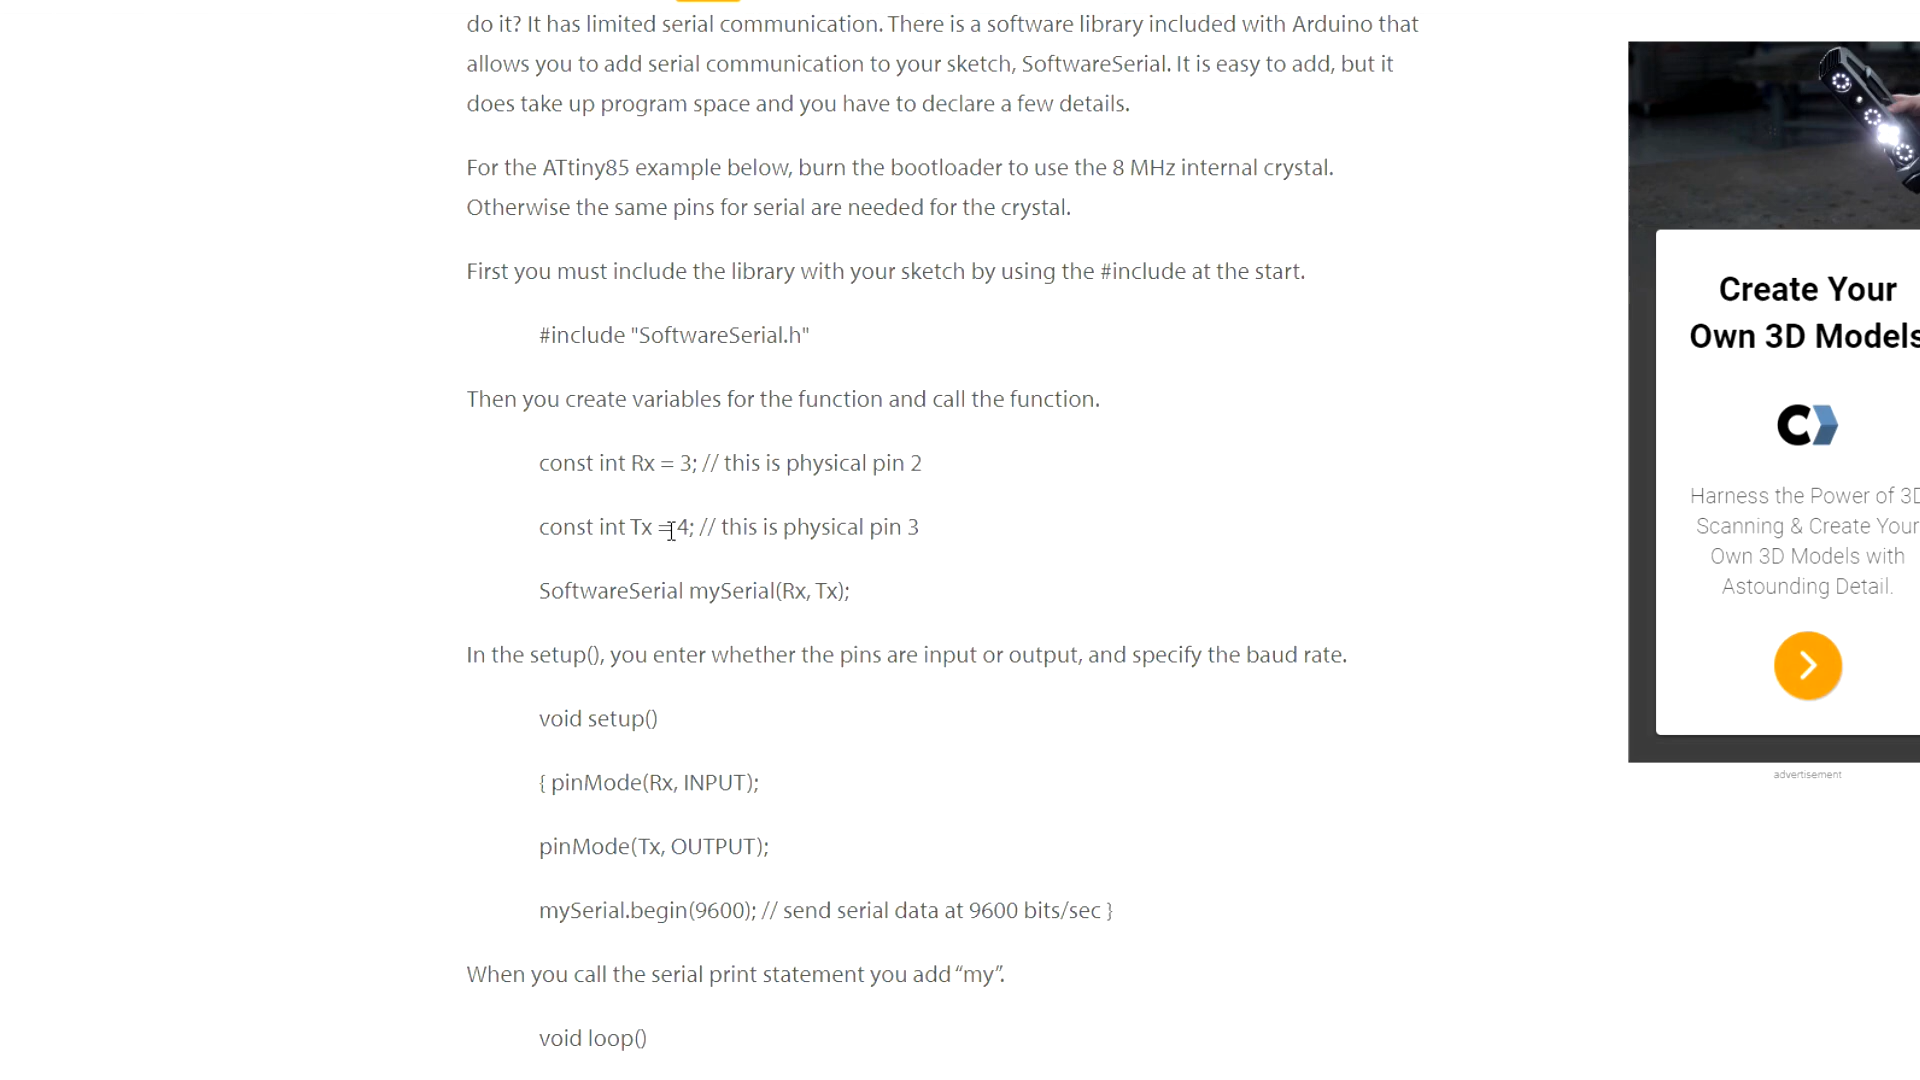 do it? It has limited serial communication. There is a software library included with Arduino that
allows you to add serial communication to your sketch, SoftwareSerial. It is easy to add, but it
does take up program space and you have to declare a few details.
For the ATtiny85 example below, burn the bootloader to use the 8 MHz internal crystal.
Otherwise the same pins for serial are needed for the crystal.
First you must include the library with your sketch by using the #include at the start.
#include "SoftwareSerial.h"
Then you create variables for the function and call the function.
const int Rx = 3; // this is physical pin 2
const int Tx = 4; // this is physical pin 3
SoftwareSerial mySerial(Rx, Tx);
In the setup(), you enter whether the pins are input or output, and specify the baud rate.
void setup()
{ pinMode(Rx, INPUT);
pinMode(Tx, OUTPUT);
mySerial.begin(9600); // send serial data at 9600 bits/sec }
When you call the serial print statement you add “my”.
void loop()
Create Your
Own 3D Models
Harness the Power of 3D
Scanning & Create Your
Own 3D Models with
Astounding Detail.
advertisement